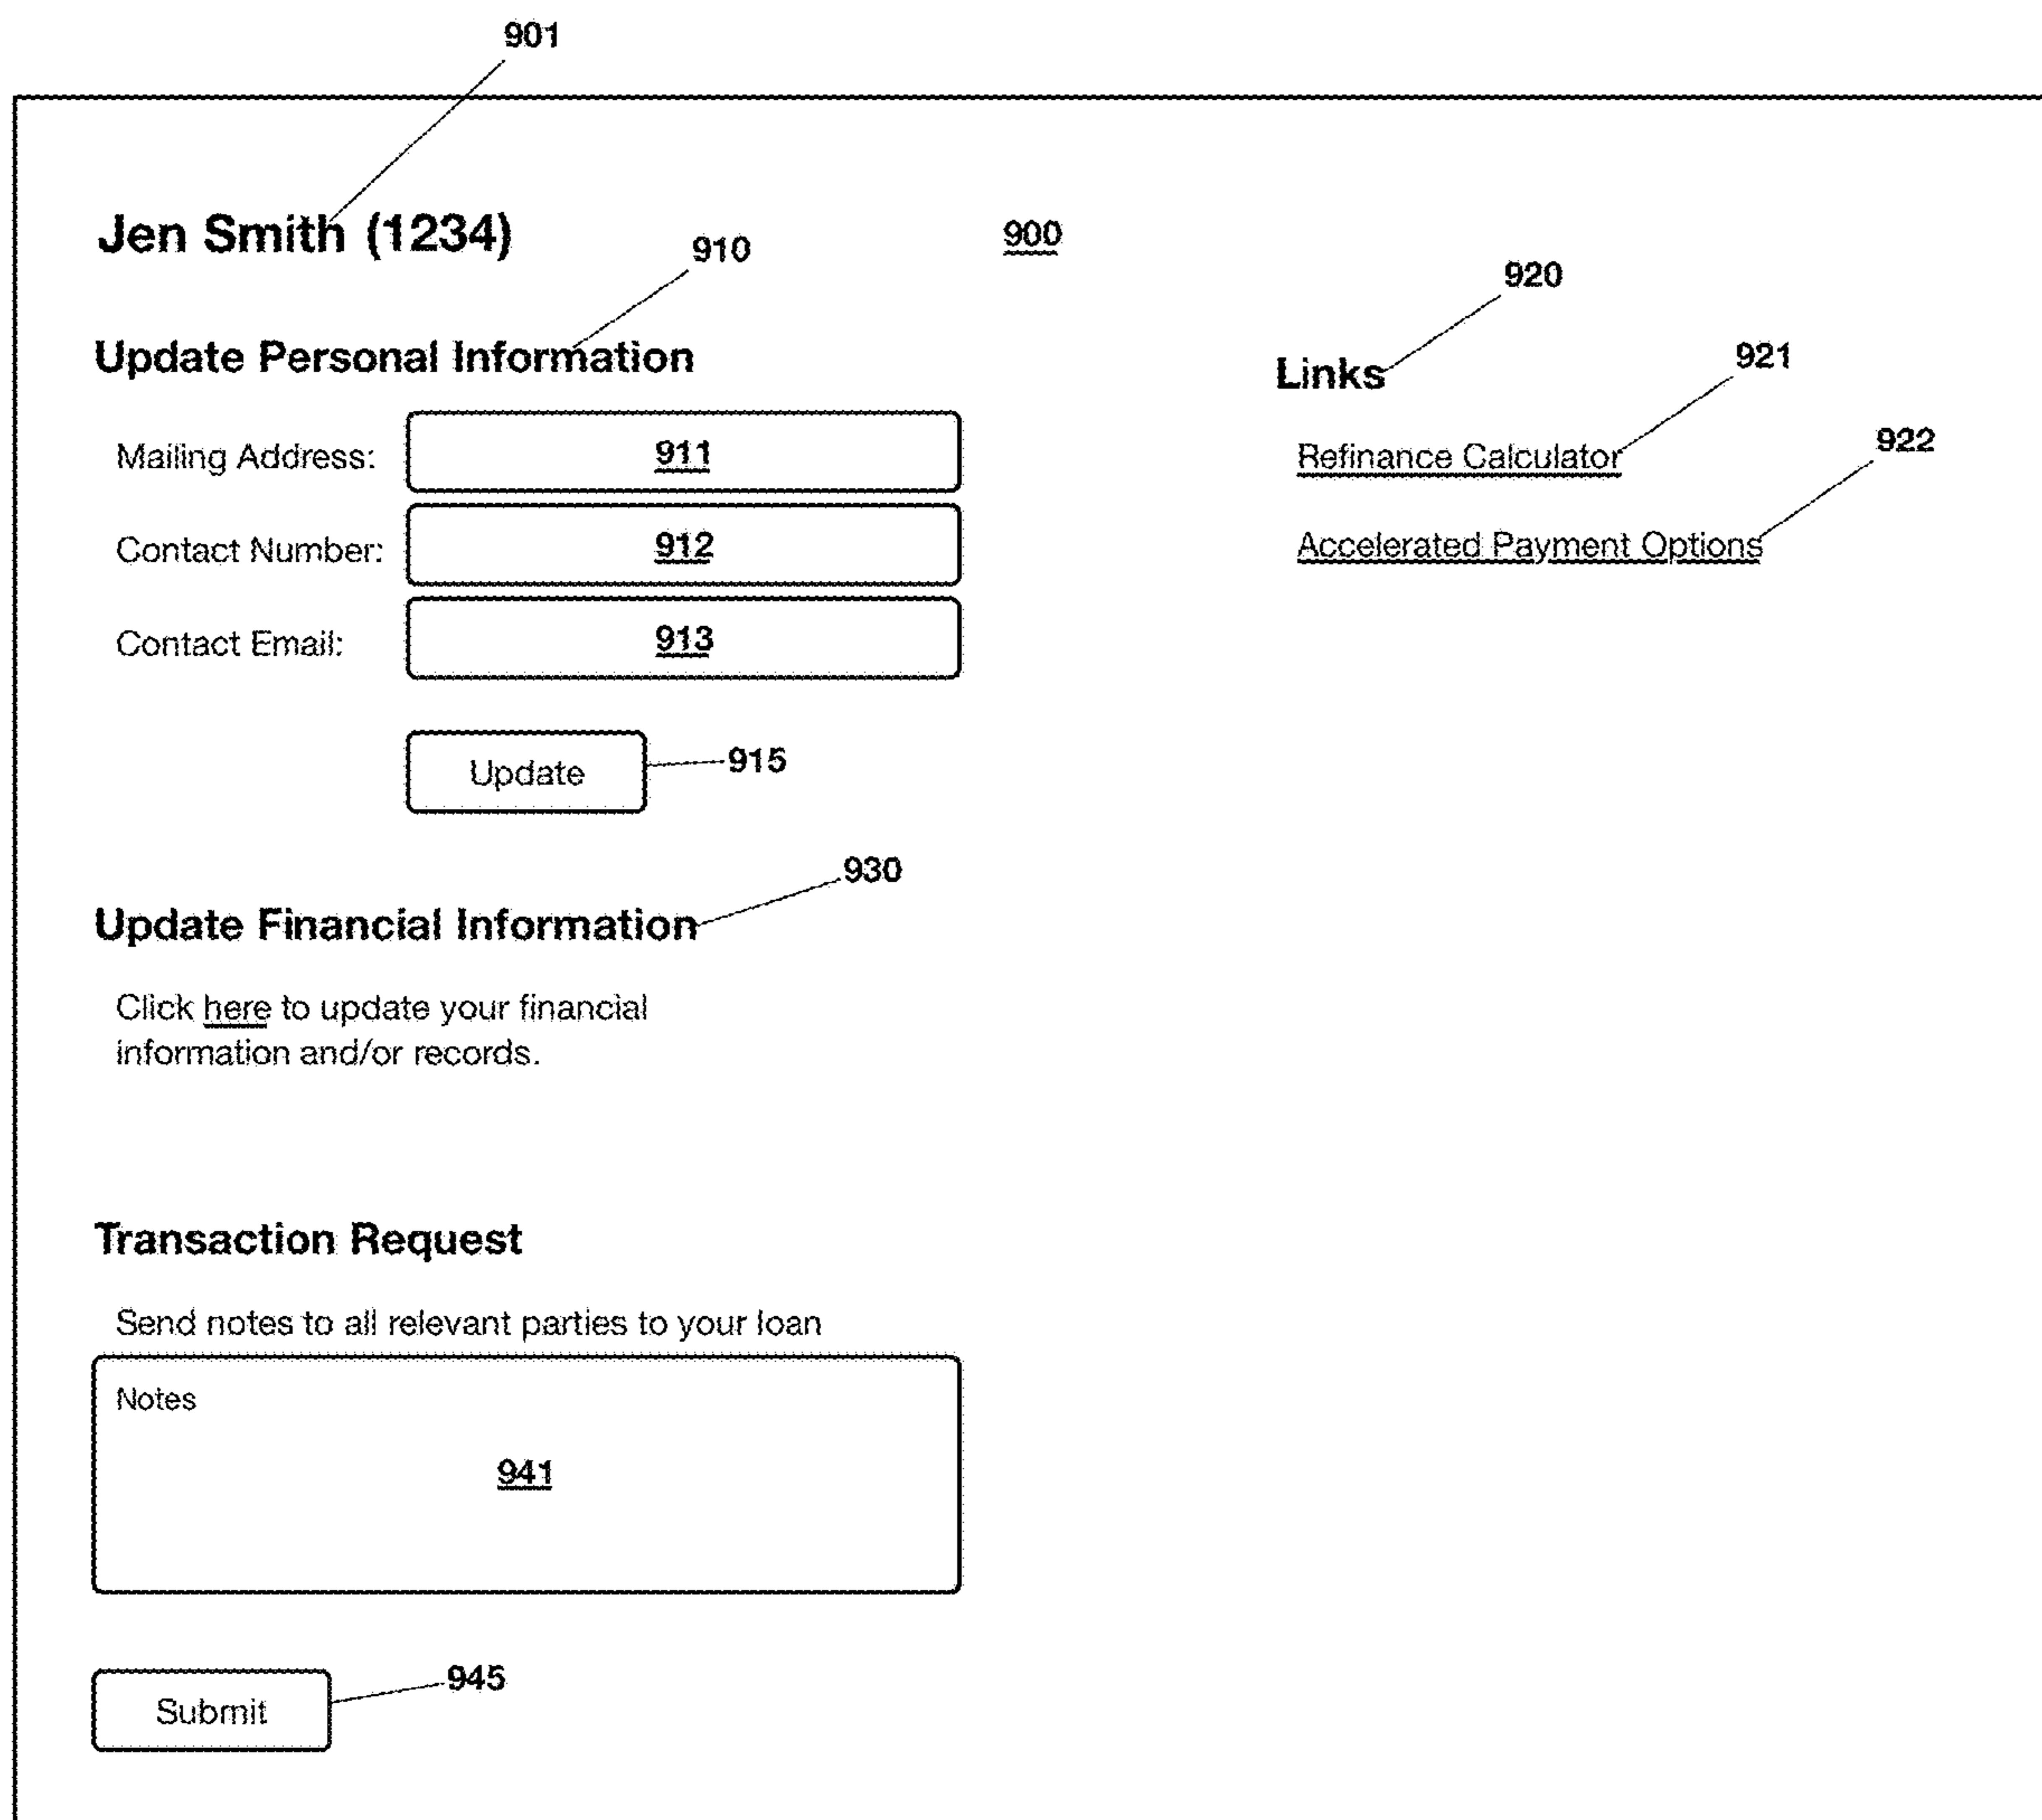 901
Jen Smith (1234)
900
910
920
Update Personal Information
Links
921
Mailing Address:
911
Refinance Calculator
922
Contact Number:
912
Accelerated Payment Options
Contact Email:
913
Update
915
930
Update Financial Information
Click here to update your financial
information and/or records.
Transaction Request
Send notes to all relevant parties to your loan
Notes
941
945
Submit